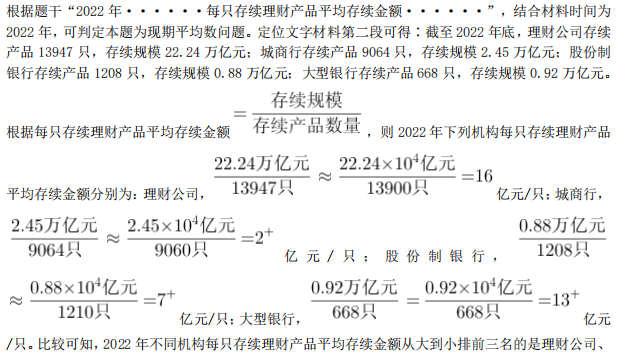 根据题干“2022 年······每只存续理财产品平均存续金额······”，结合材料时间为
2022 年，可判定本题为现期平均数问题。定位文字材料第二段可得：截至 2022 年底，理财公司存续
产品 13947 只，存续规模 22.24 万亿元；城商行存续产品 9064 只，存续规模 2.45 万亿元；股份制
银行存续产品 1208 只，存续规模 0.88 万亿元；大型银行存续产品 668 只，存续规模 0.92 万亿元。
根据每只存续理财产品平均存续金额=存续规模/存续产品数量，则 2022 年下列机构每只存续理财产品
平均存续金额分别为：理财公司，22.24万亿元/13947只≈22.24×10⁴亿元/13900只=16 亿元/只；城商行，
2.45万亿元/9064只≈2.45×10⁴亿元/9060只=2⁺ 亿元/只；股份制银行，0.88万亿元/1208只
≈0.88×10⁴亿元/1210只=7⁺ 亿元/只；大型银行，0.92万亿元/668只=0.92×10⁴亿元/668只=13⁺ 亿元
/只。比较可知，2022 年不同机构每只存续理财产品平均存续金额从大到小排前三名的是理财公司、